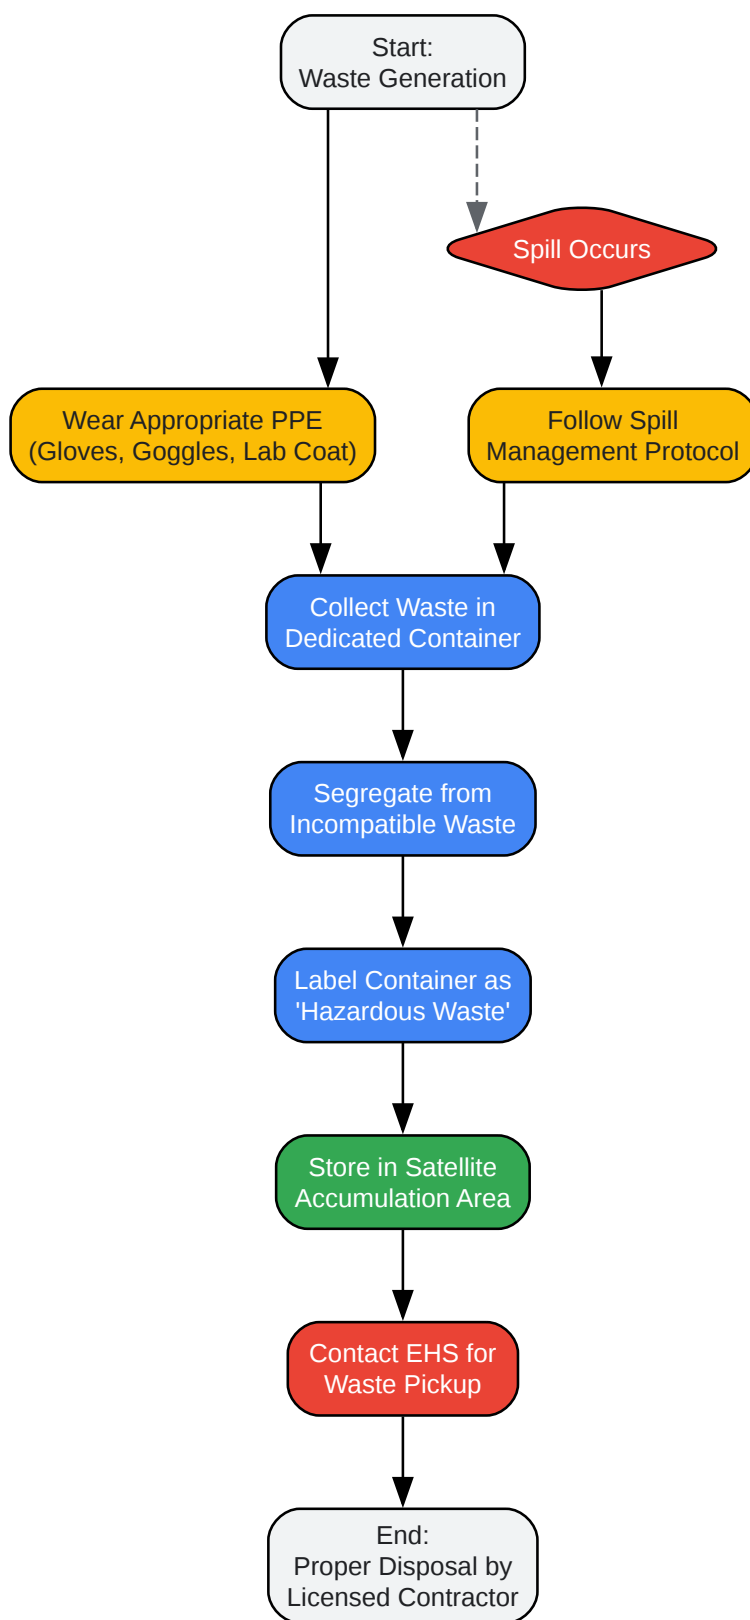 Start:
Waste Generation
Spill Occurs
Wear Appropriate PPE
(Gloves, Goggles, Lab Coat)
Follow Spill
Management Protocol
Collect Waste in
Dedicated Container
Segregate from
Incompatible Waste
Label Container as
'Hazardous Waste'
Store in Satellite
Accumulation Area
Contact EHS for
Waste Pickup
End:
Proper Disposal by
Licensed Contractor